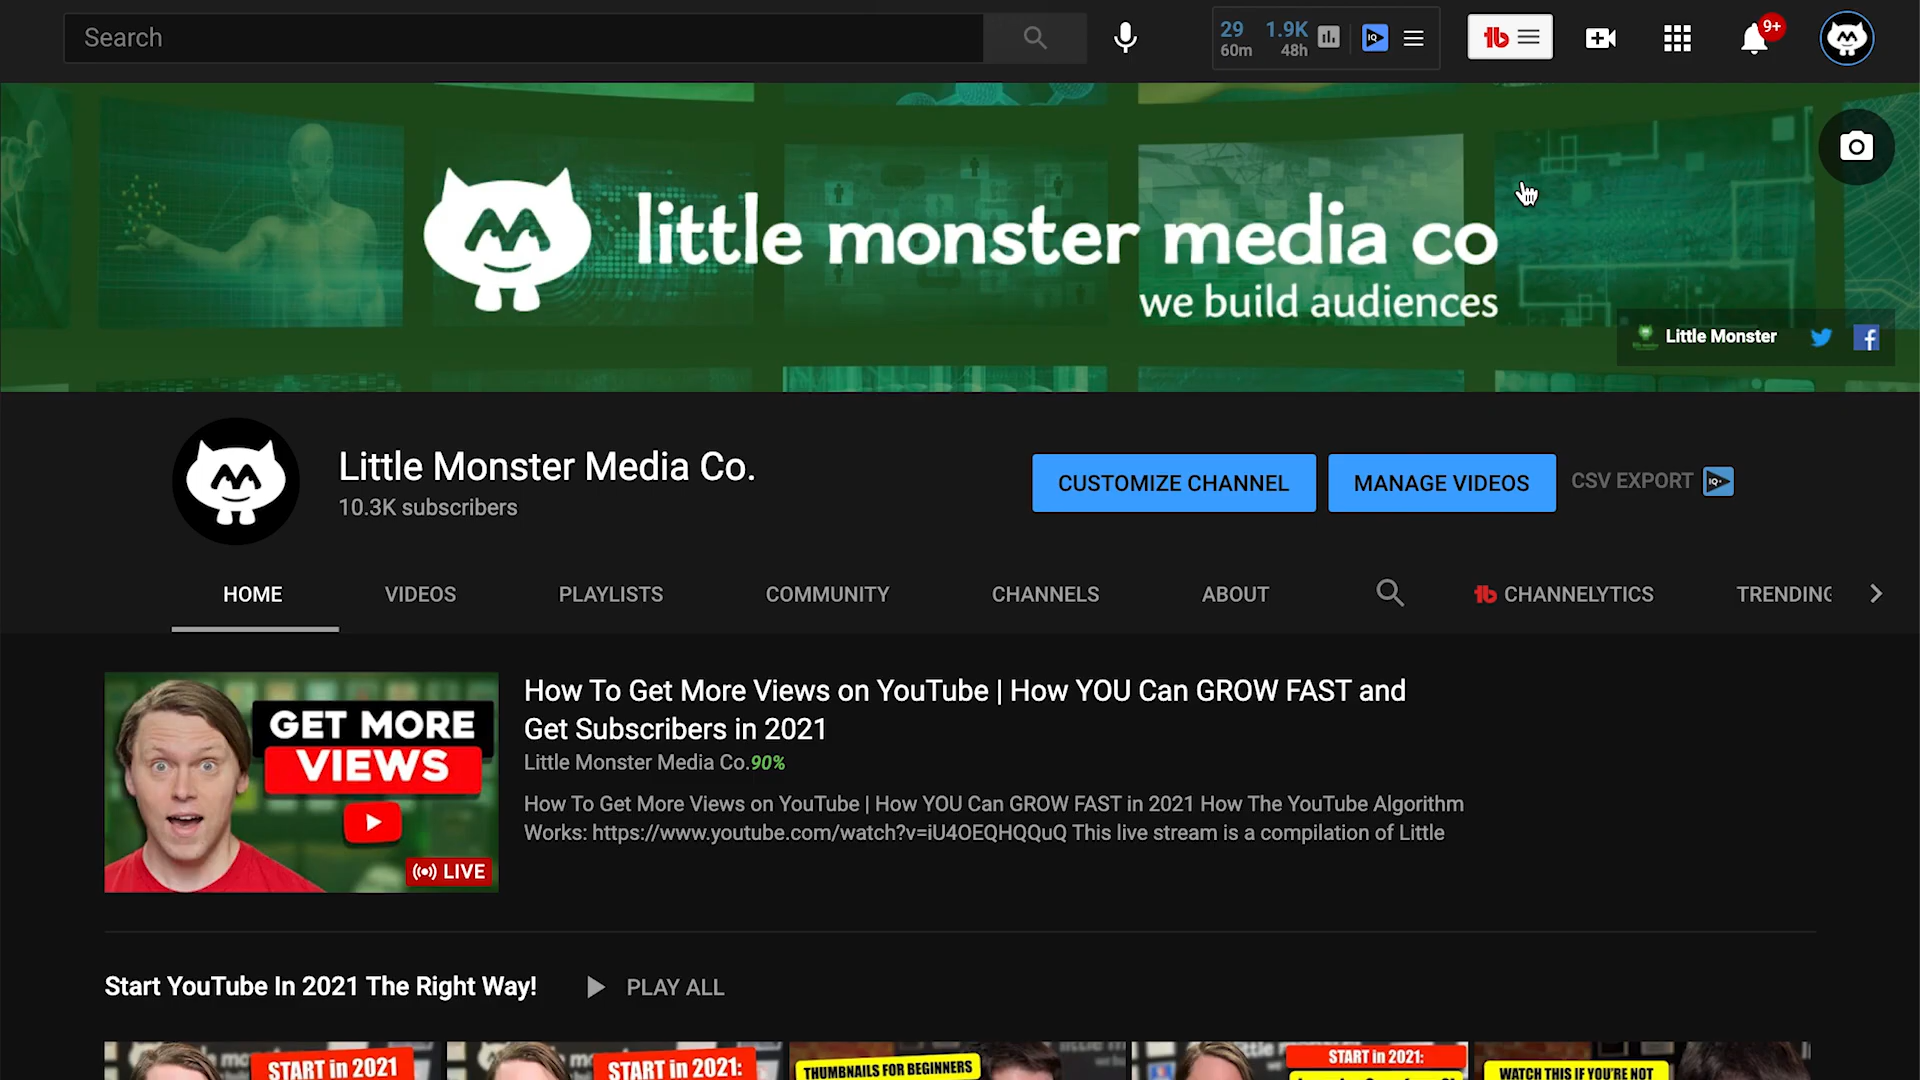 Search
29 1.9K
60m 48h
IQ
9+
little monster media co
we build audiences
Little Monster
Little Monster Media Co.
10.3K subscribers
CUSTOMIZE CHANNEL
MANAGE VIDEOS
CSV EXPORT
HOME
VIDEOS
PLAYLISTS
COMMUNITY
CHANNELS
ABOUT
CHANNELYTICS
TRENDING
GET MORE
VIEWS
LIVE
How To Get More Views on YouTube | How YOU Can GROW FAST and
Get Subscribers in 2021
Little Monster Media Co.90%
How To Get More Views on YouTube | How YOU Can GROW FAST in 2021 How The YouTube Algorithm
Works: https://www.youtube.com/watch?v=iU4OEQHQQuQ This live stream is a compilation of Little
Start YouTube In 2021 The Right Way!
PLAY ALL
START in 2021
START in 2021:
THUMBNAILS FOR BEGINNERS
START in 2021:
WATCH THIS IF YOU'RE NOT